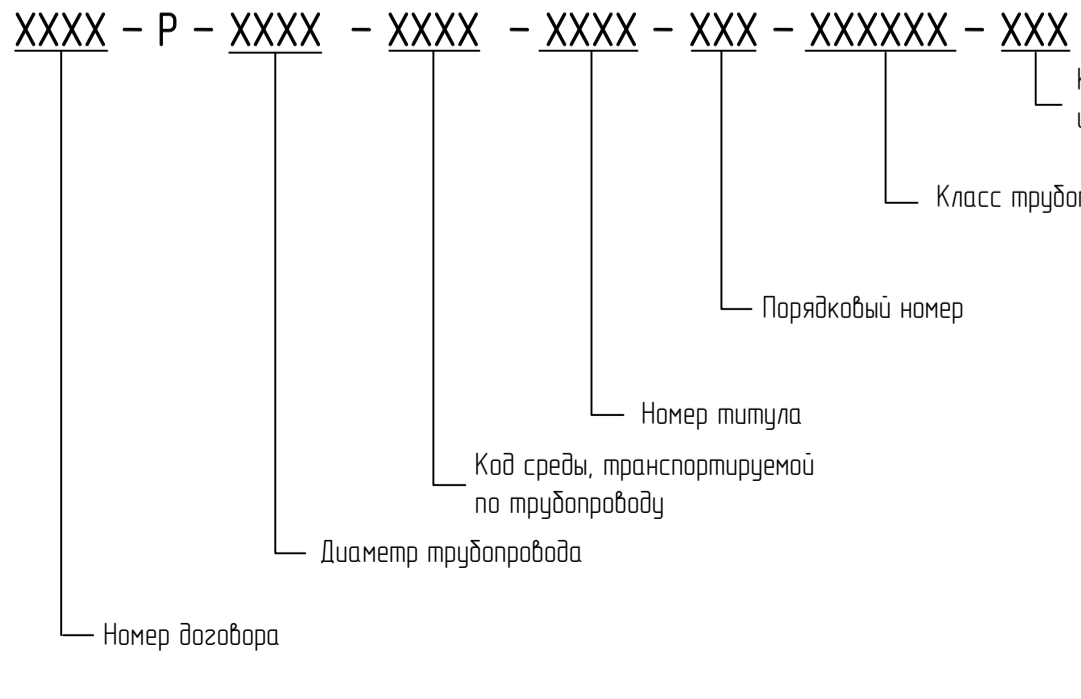 XXXX – P – XXXX – XXXX – XXXX – XXX – XXXXXX – XXX
Класс
Порядковый номер
Номер титула
Код среды, транспортируемой
по трубопроводу
Диаметр трубопровода
Номер договора